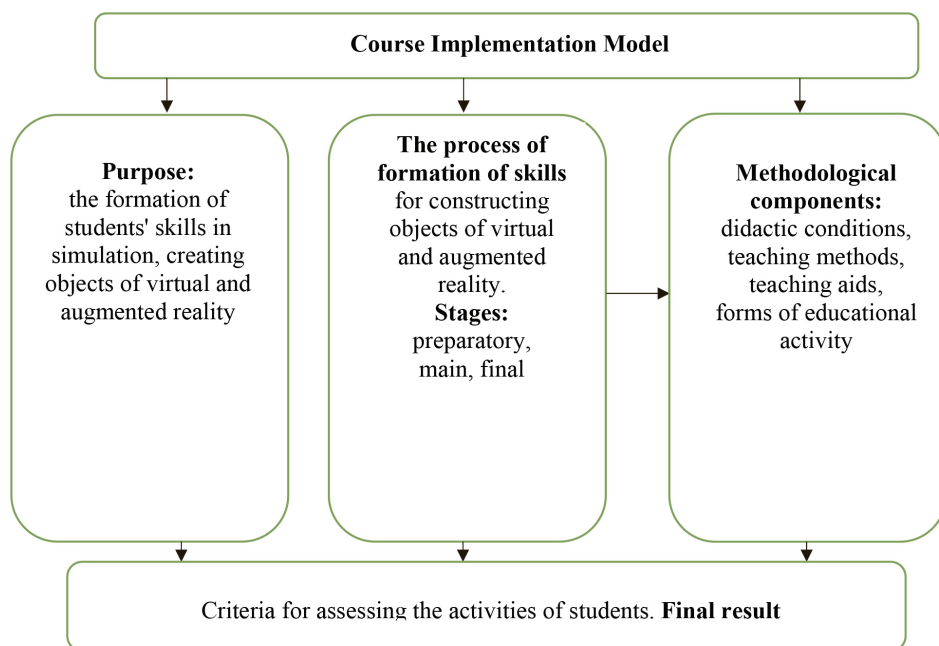 Course Implementation Model
Purpose:
the formation of
students' skills in
simulation, creating
objects of virtual and
augmented reality
The process of
formation of skills
for constructing
objects of virtual
and augmented
reality.
Stages:
preparatory,
main, final
Methodological
components:
didactic conditions,
teaching methods,
teaching aids,
forms of educational
activity
Criteria for assessing the activities of students. Final result